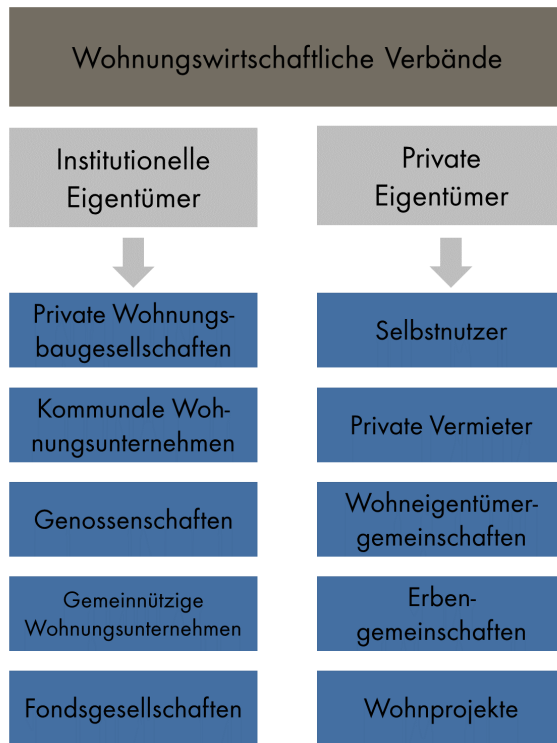 Wohnungswirtschaftliche Verbände
Institutionelle
Eigentümer
Private Wohnungs-
baugesellschaften
Kommunale Woh-
nungsunternehmen
Genossenschaften
Gemeinnützige
Wohnungsunternehmen
Fondsgesellschaften
Private
Eigentümer
Selbstnutzer
Private Vermieter
Wohneigentümer-
gemeinschaften
Erben-
gemeinschaften
Wohnprojekte